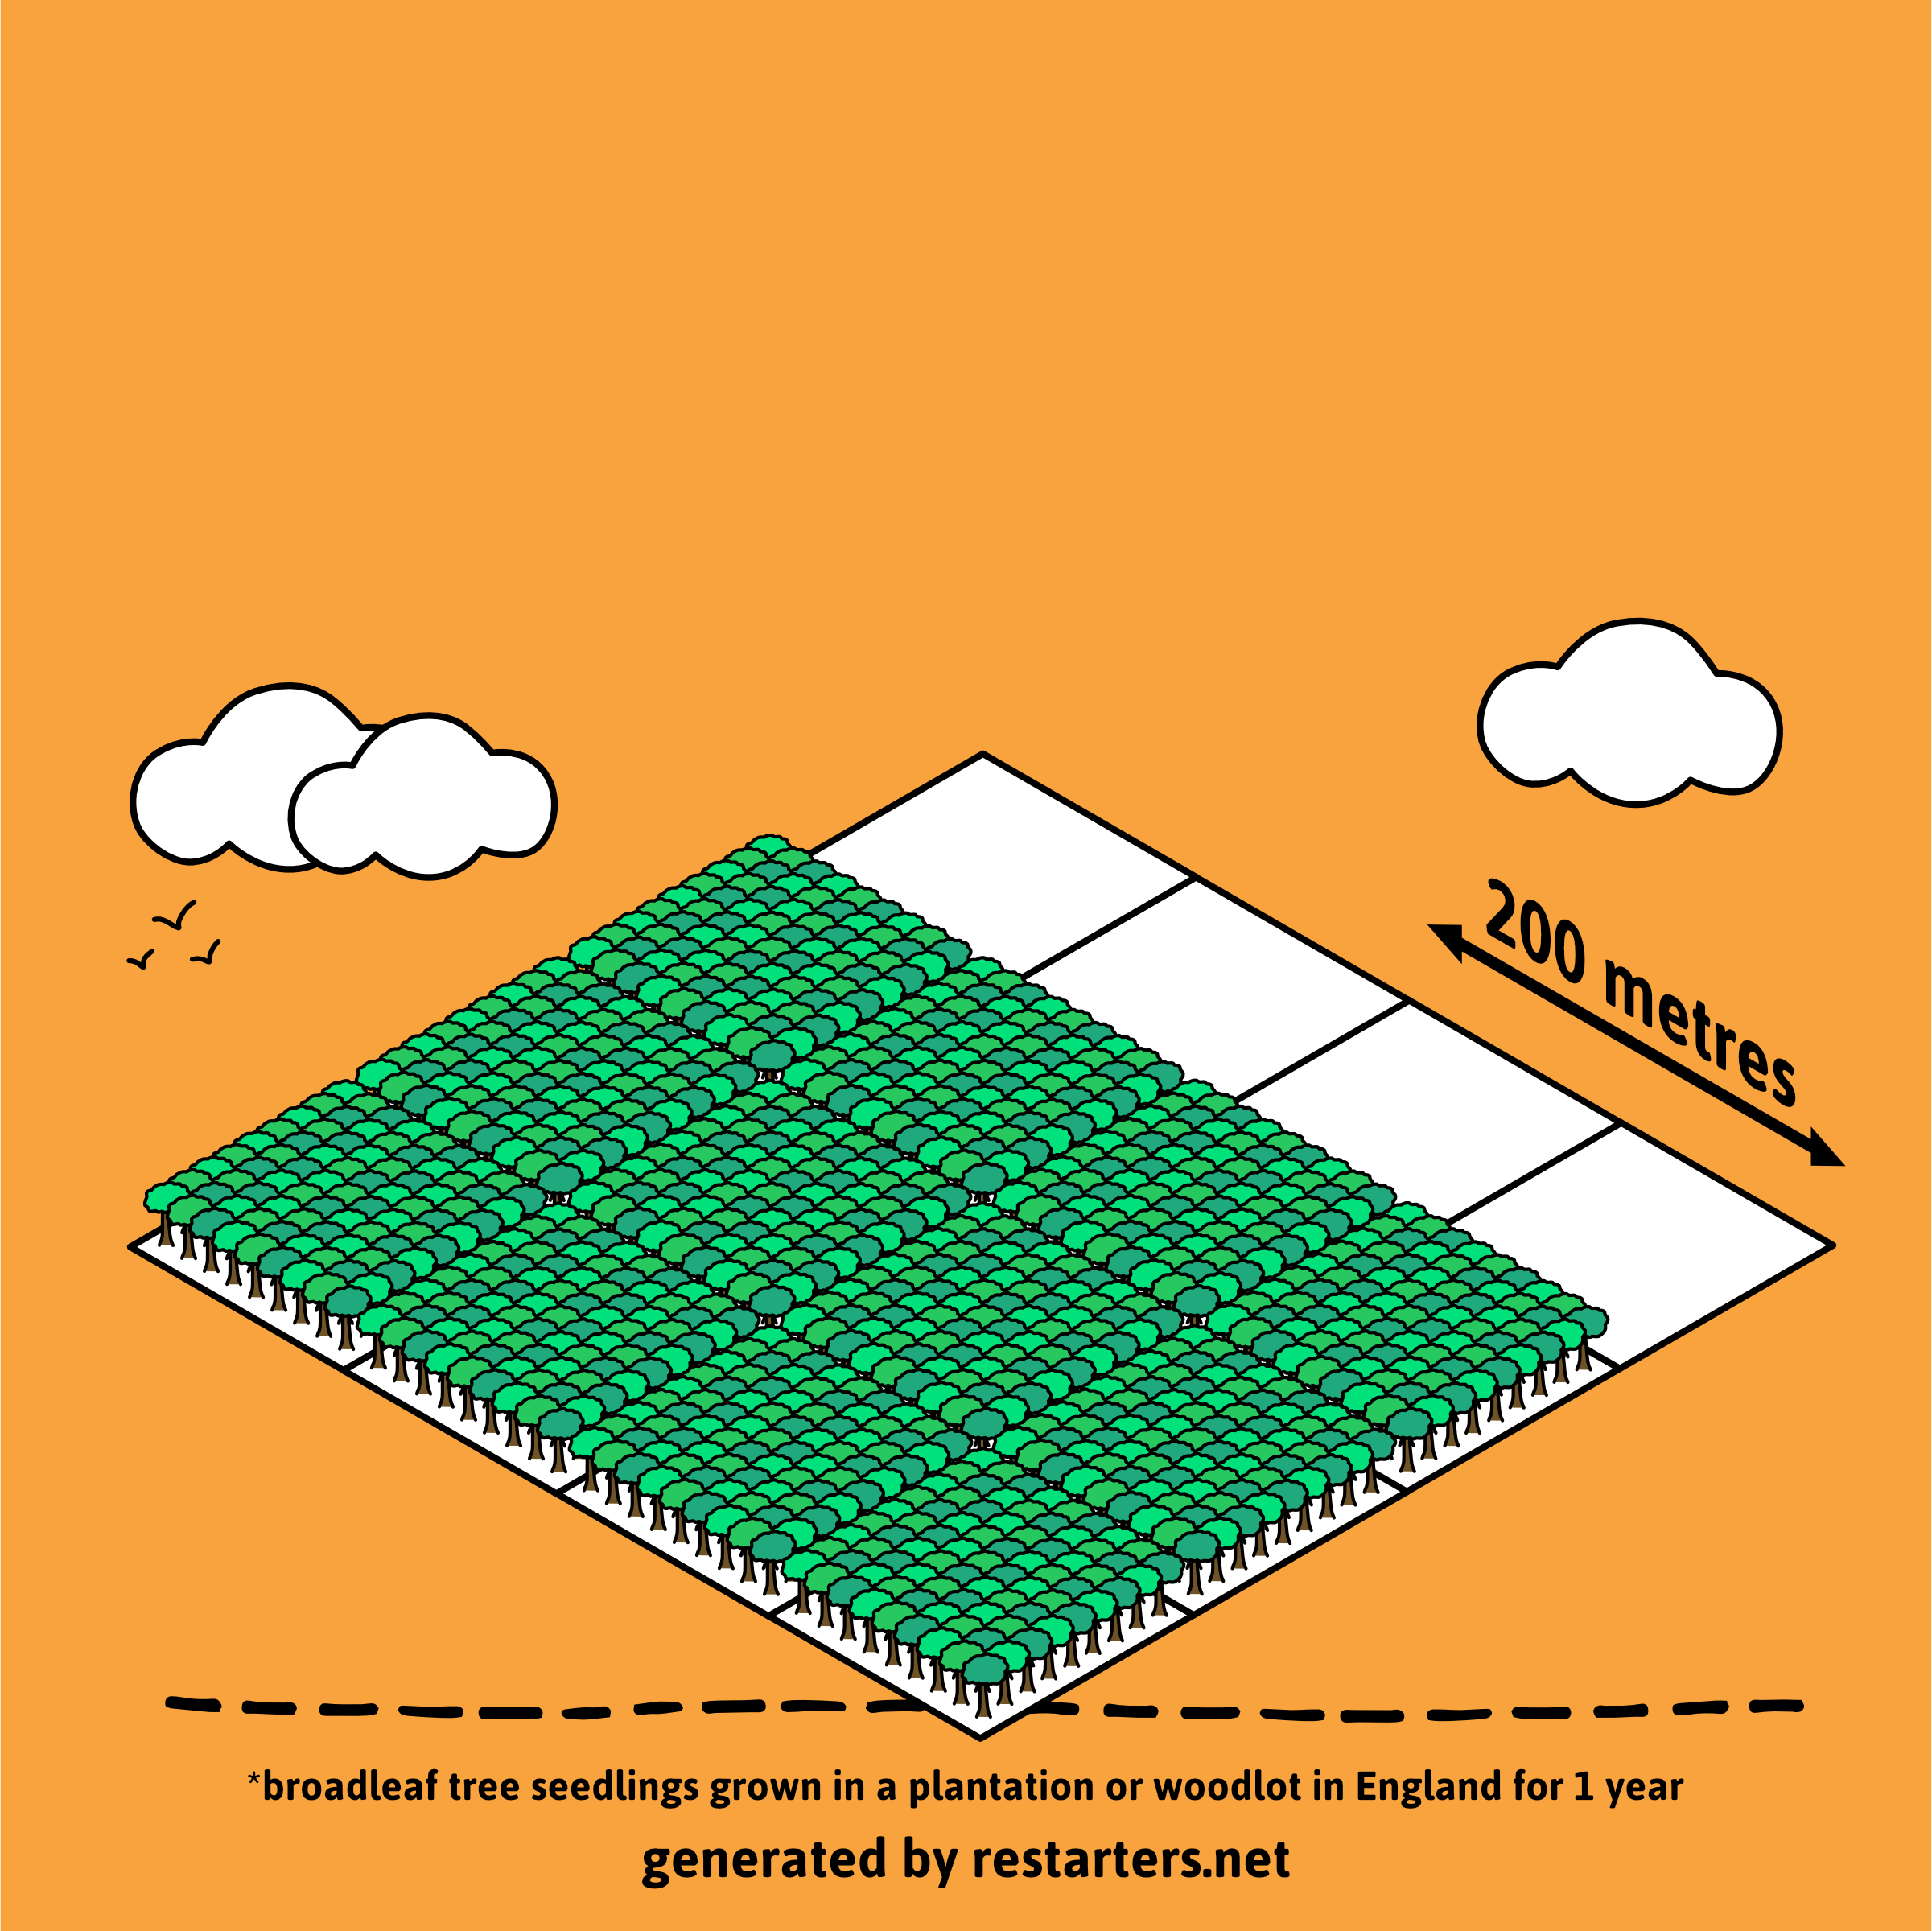 200 metres
*broadleaf tree seedlings grown in a plantation or woodlot in England for 1 year
generated by restarters.net